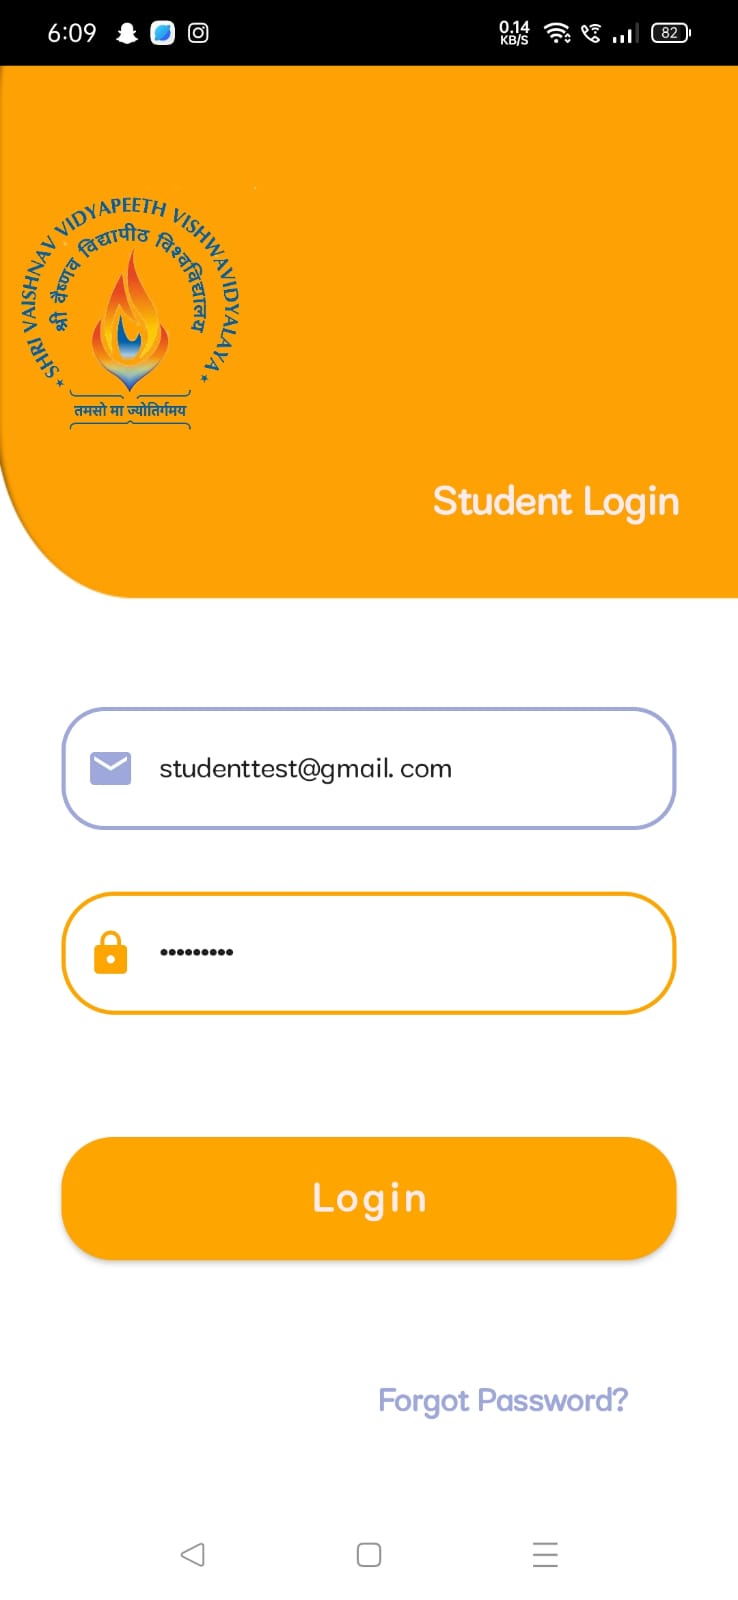 6:09
0.14
KB/S
82
★ SHRI VAISHNAV VIDYAPEETH VISHWAVIDYALAYA ★
श्री वैष्णव विद्यापीठ विश्वविद्यालय
तमसो मा ज्योतिर्गमय
Student Login
studenttest@gmail. com
•••••••••
Login
Forgot Password?